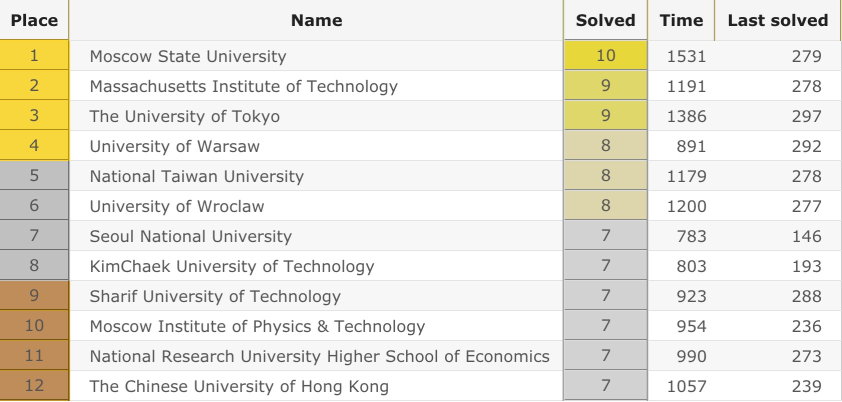 Place Name Solved Time Last solved
1 Moscow State University 10 1531 279
2 Massachusetts Institute of Technology 9 1191 278
3 The University of Tokyo 9 1386 297
4 University of Warsaw 8 891 292
5 National Taiwan University 8 1179 278
6 University of Wroclaw 8 1200 277
7 Seoul National University 7 783 146
8 KimChaek University of Technology 7 803 193
9 Sharif University of Technology 7 923 288
10 Moscow Institute of Physics & Technology 7 954 236
11 National Research University Higher School of Economics 7 990 273
12 The Chinese University of Hong Kong 7 1057 239